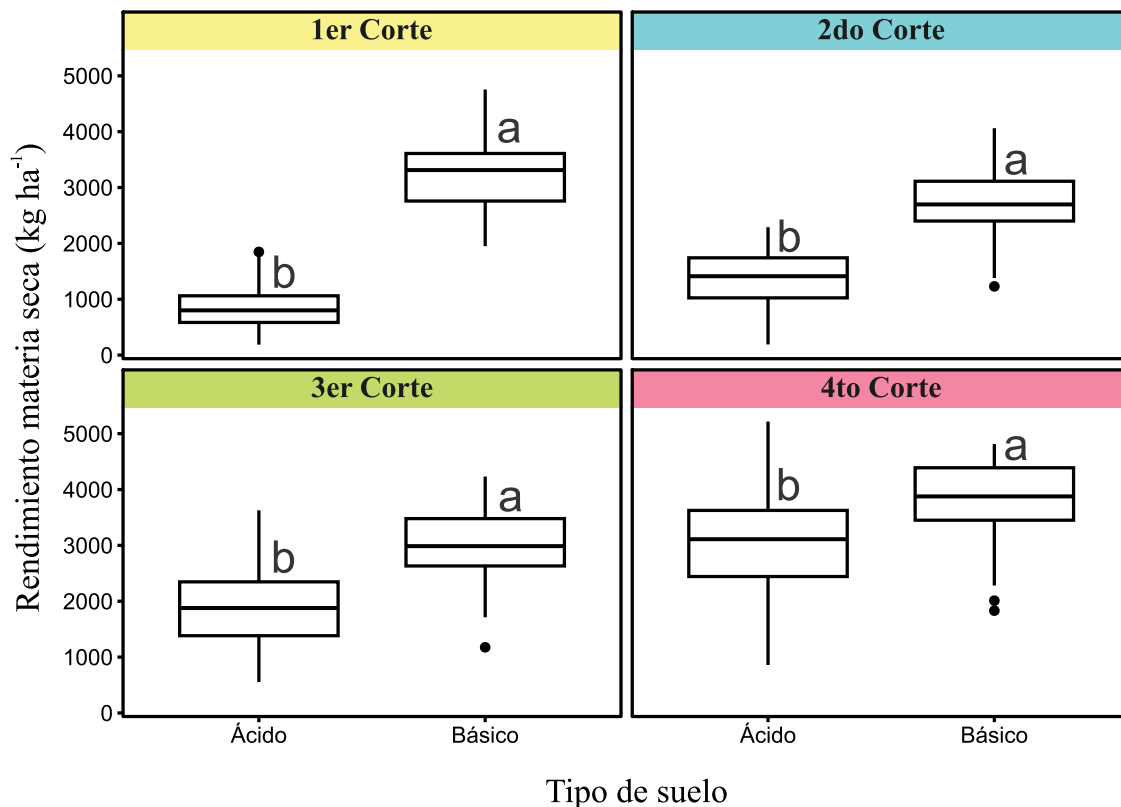 1er Corte
2do Corte
5000
4000
3000
2000
1000
0
b
a
b
a
3er Corte
4to Corte
5000
4000
3000
2000
1000
0
b
a
b
a
Ácido
Básico
Ácido
Básico
Rendimiento materia seca (kg ha⁻¹)
Tipo de suelo